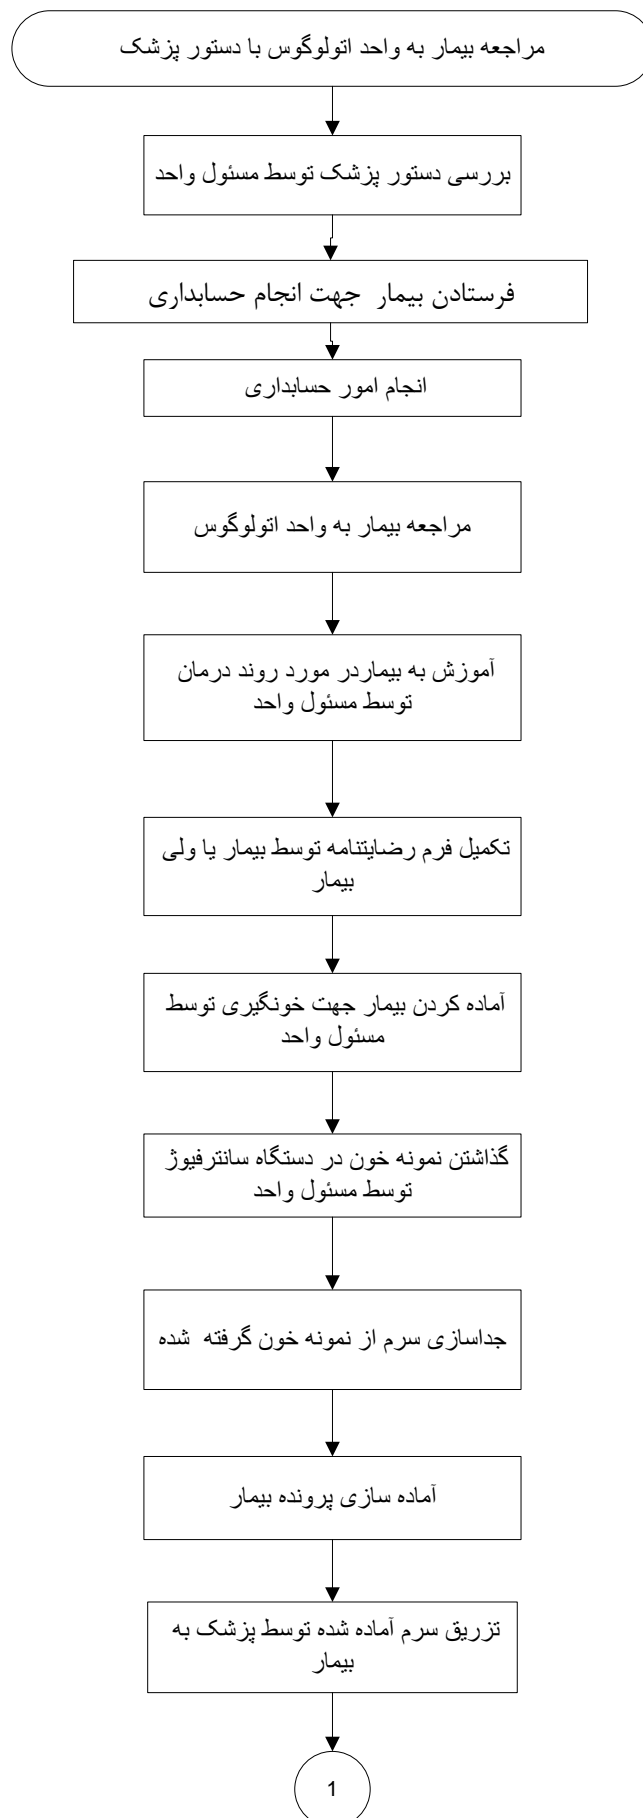 مراجعه بیمار به واحد اتولوگوس با دستور پزشک
بررسی دستور پزشک توسط مسئول واحد
فرستادن بیمار جهت انجام حسابداری
انجام امور حسابداری
مراجعه بیمار به واحد اتولوگوس
آموزش به بیماردر مورد روند درمان
توسط مسئول واحد
تکمیل فرم رضایتنامه توسط بیمار یا ولی
بیمار
آماده کردن بیمار جهت خونگیری توسط
مسئول واحد
گذاشتن نمونه خون در دستگاه سانترفیوژ
توسط مسئول واحد
جداسازی سرم از نمونه خون گرفته شده
آماده سازی پرونده بیمار
تزریق سرم آماده شده توسط پزشک به
بیمار
1